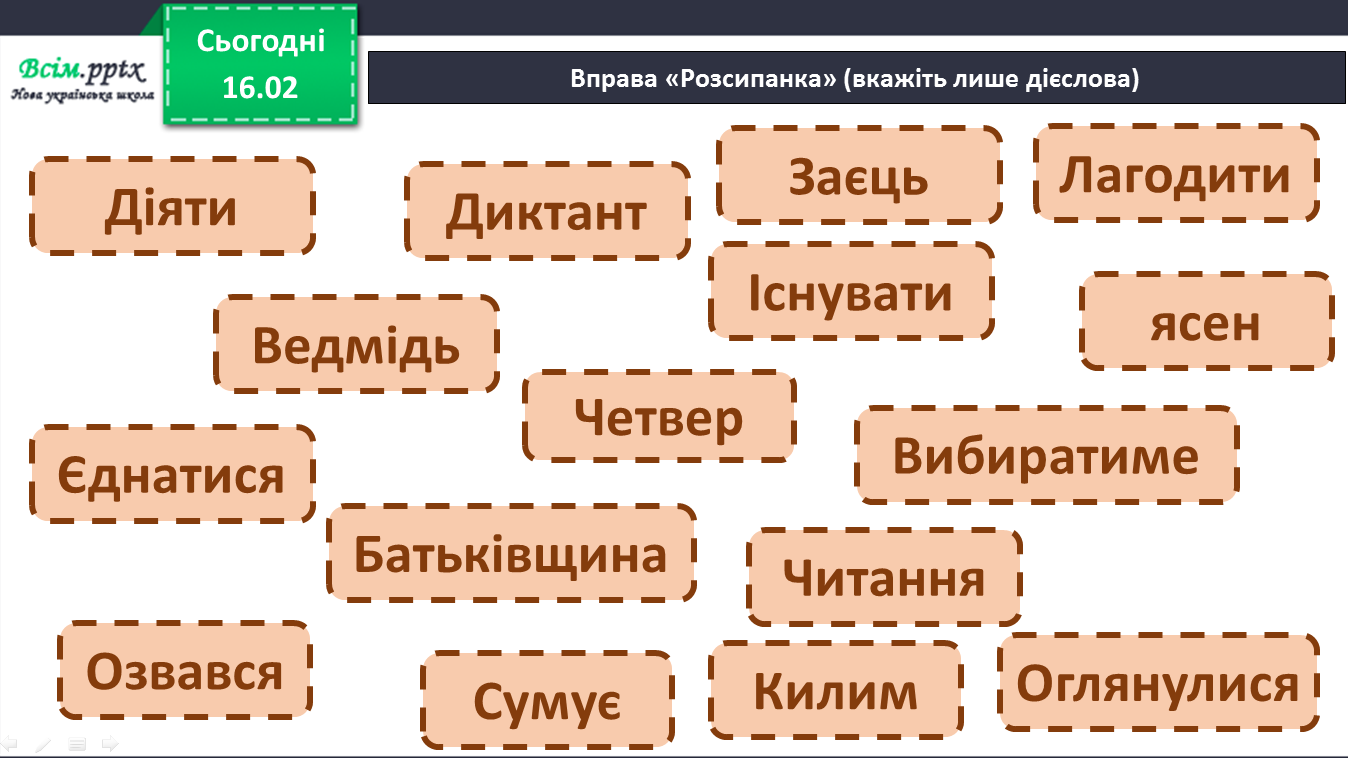 Всім.pptx
Нова українська школа
Сьогодні
16.02
Вправа «Розсипанка» (вкажіть лише дієслова)
Діяти
Диктант
Заєць
Лагодити
Існувати
ясен
Ведмідь
Четвер
Вибиратиме
Єднатися
Батьківщина
Читання
Озвався
Сумує
Килим
Оглянулися